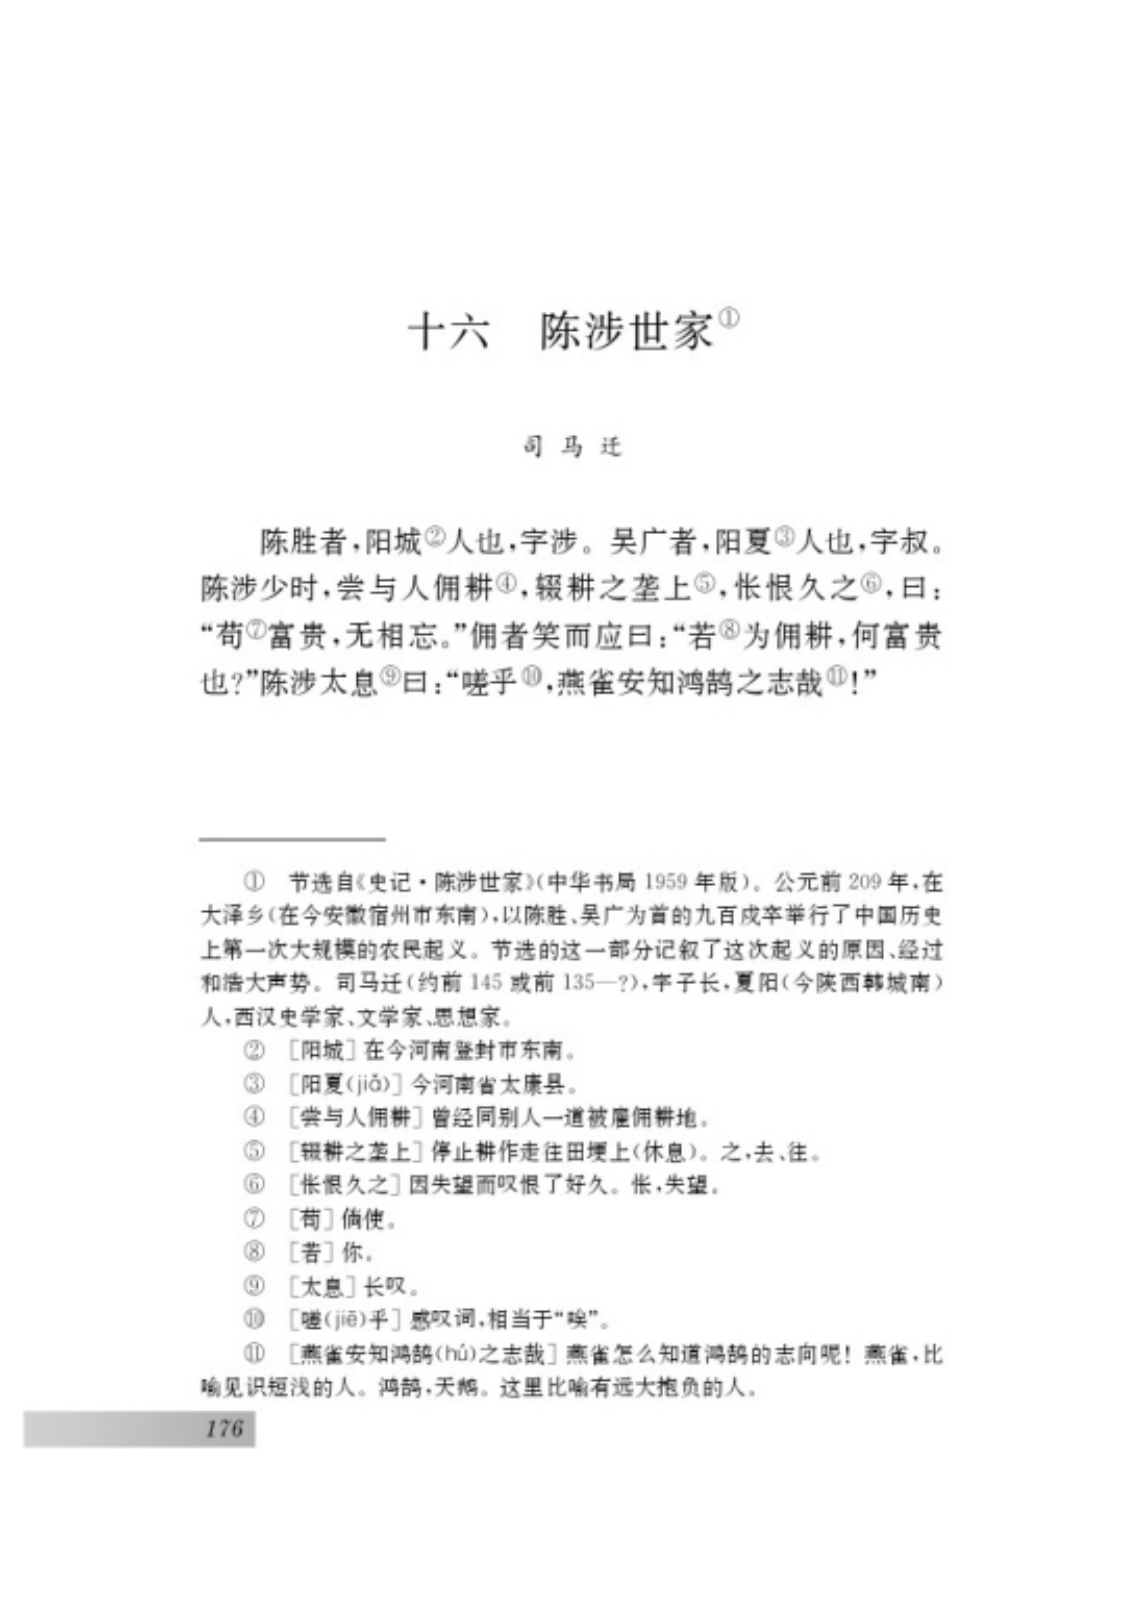 十六　陈涉世家①
司马迁
陈胜者，阳城②人也，字涉。吴广者，阳夏③人也，字叔。
陈涉少时，尝与人佣耕④，辍耕之垄上⑤，怅恨久之⑥，曰：
“苟⑦富贵，无相忘。”佣者笑而应曰：“若⑧为佣耕，何富贵
也？”陈涉太息⑨曰：“嗟乎⑩，燕雀安知鸿鹄之志哉⑪！”
①　节选自《史记·陈涉世家》（中华书局 1959 年版）。公元前 209 年，在
大泽乡（在今安徽宿州市东南），以陈胜、吴广为首的九百戍卒举行了中国历史
上第一次大规模的农民起义。节选的这一部分记叙了这次起义的原因、经过
和浩大声势。司马迁（约前 145 或前 135—？），字子长，夏阳（今陕西韩城南）
人，西汉史学家、文学家、思想家。
②　［阳城］在今河南登封市东南。
③　［阳夏(jiǎ)］今河南省太康县。
④　［尝与人佣耕］曾经同别人一道被雇佣耕地。
⑤　［辍耕之垄上］停止耕作走往田埂上（休息）。之，去、往。
⑥　［怅恨久之］因失望而叹恨了好久。怅，失望。
⑦　［苟］倘使。
⑧　［若］你。
⑨　［太息］长叹。
⑩　［嗟(jiē)乎］感叹词，相当于“唉”。
⑪　［燕雀安知鸿鹄(hú)之志哉］燕雀怎么知道鸿鹄的志向呢！燕雀，比
喻见识短浅的人。鸿鹄，天鹅。这里比喻有远大抱负的人。
176